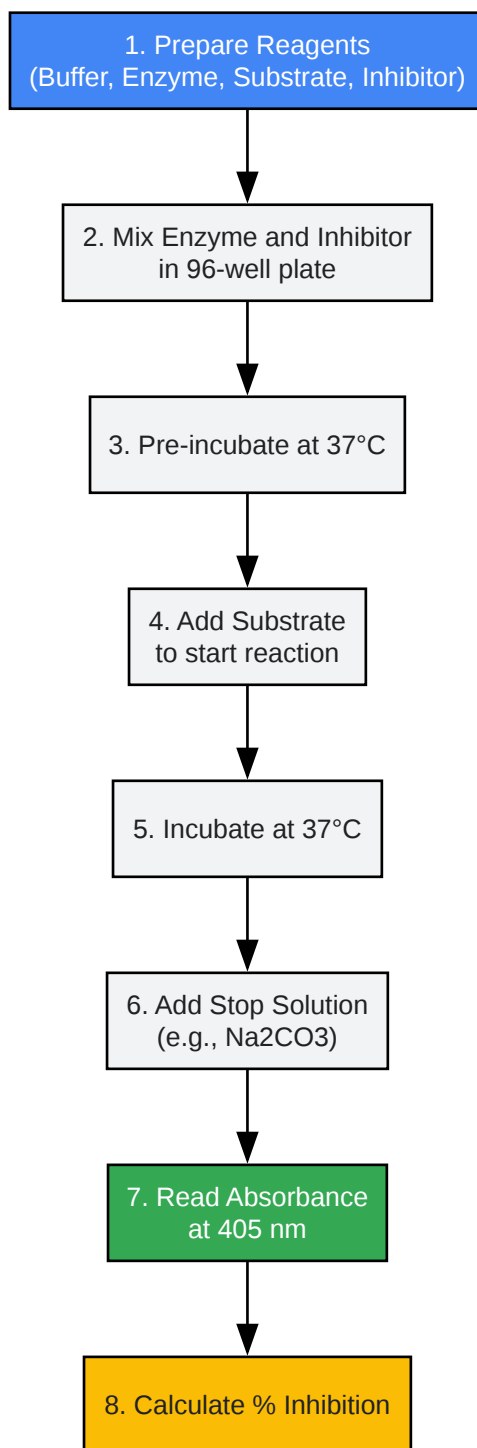 1. Prepare Reagents
(Buffer, Enzyme, Substrate, Inhibitor)
2. Mix Enzyme and Inhibitor
in 96-well plate
3. Pre-incubate at 37°C
4. Add Substrate
to start reaction
5. Incubate at 37°C
6. Add Stop Solution
(e.g., Na2CO3)
7. Read Absorbance
at 405 nm
8. Calculate % Inhibition